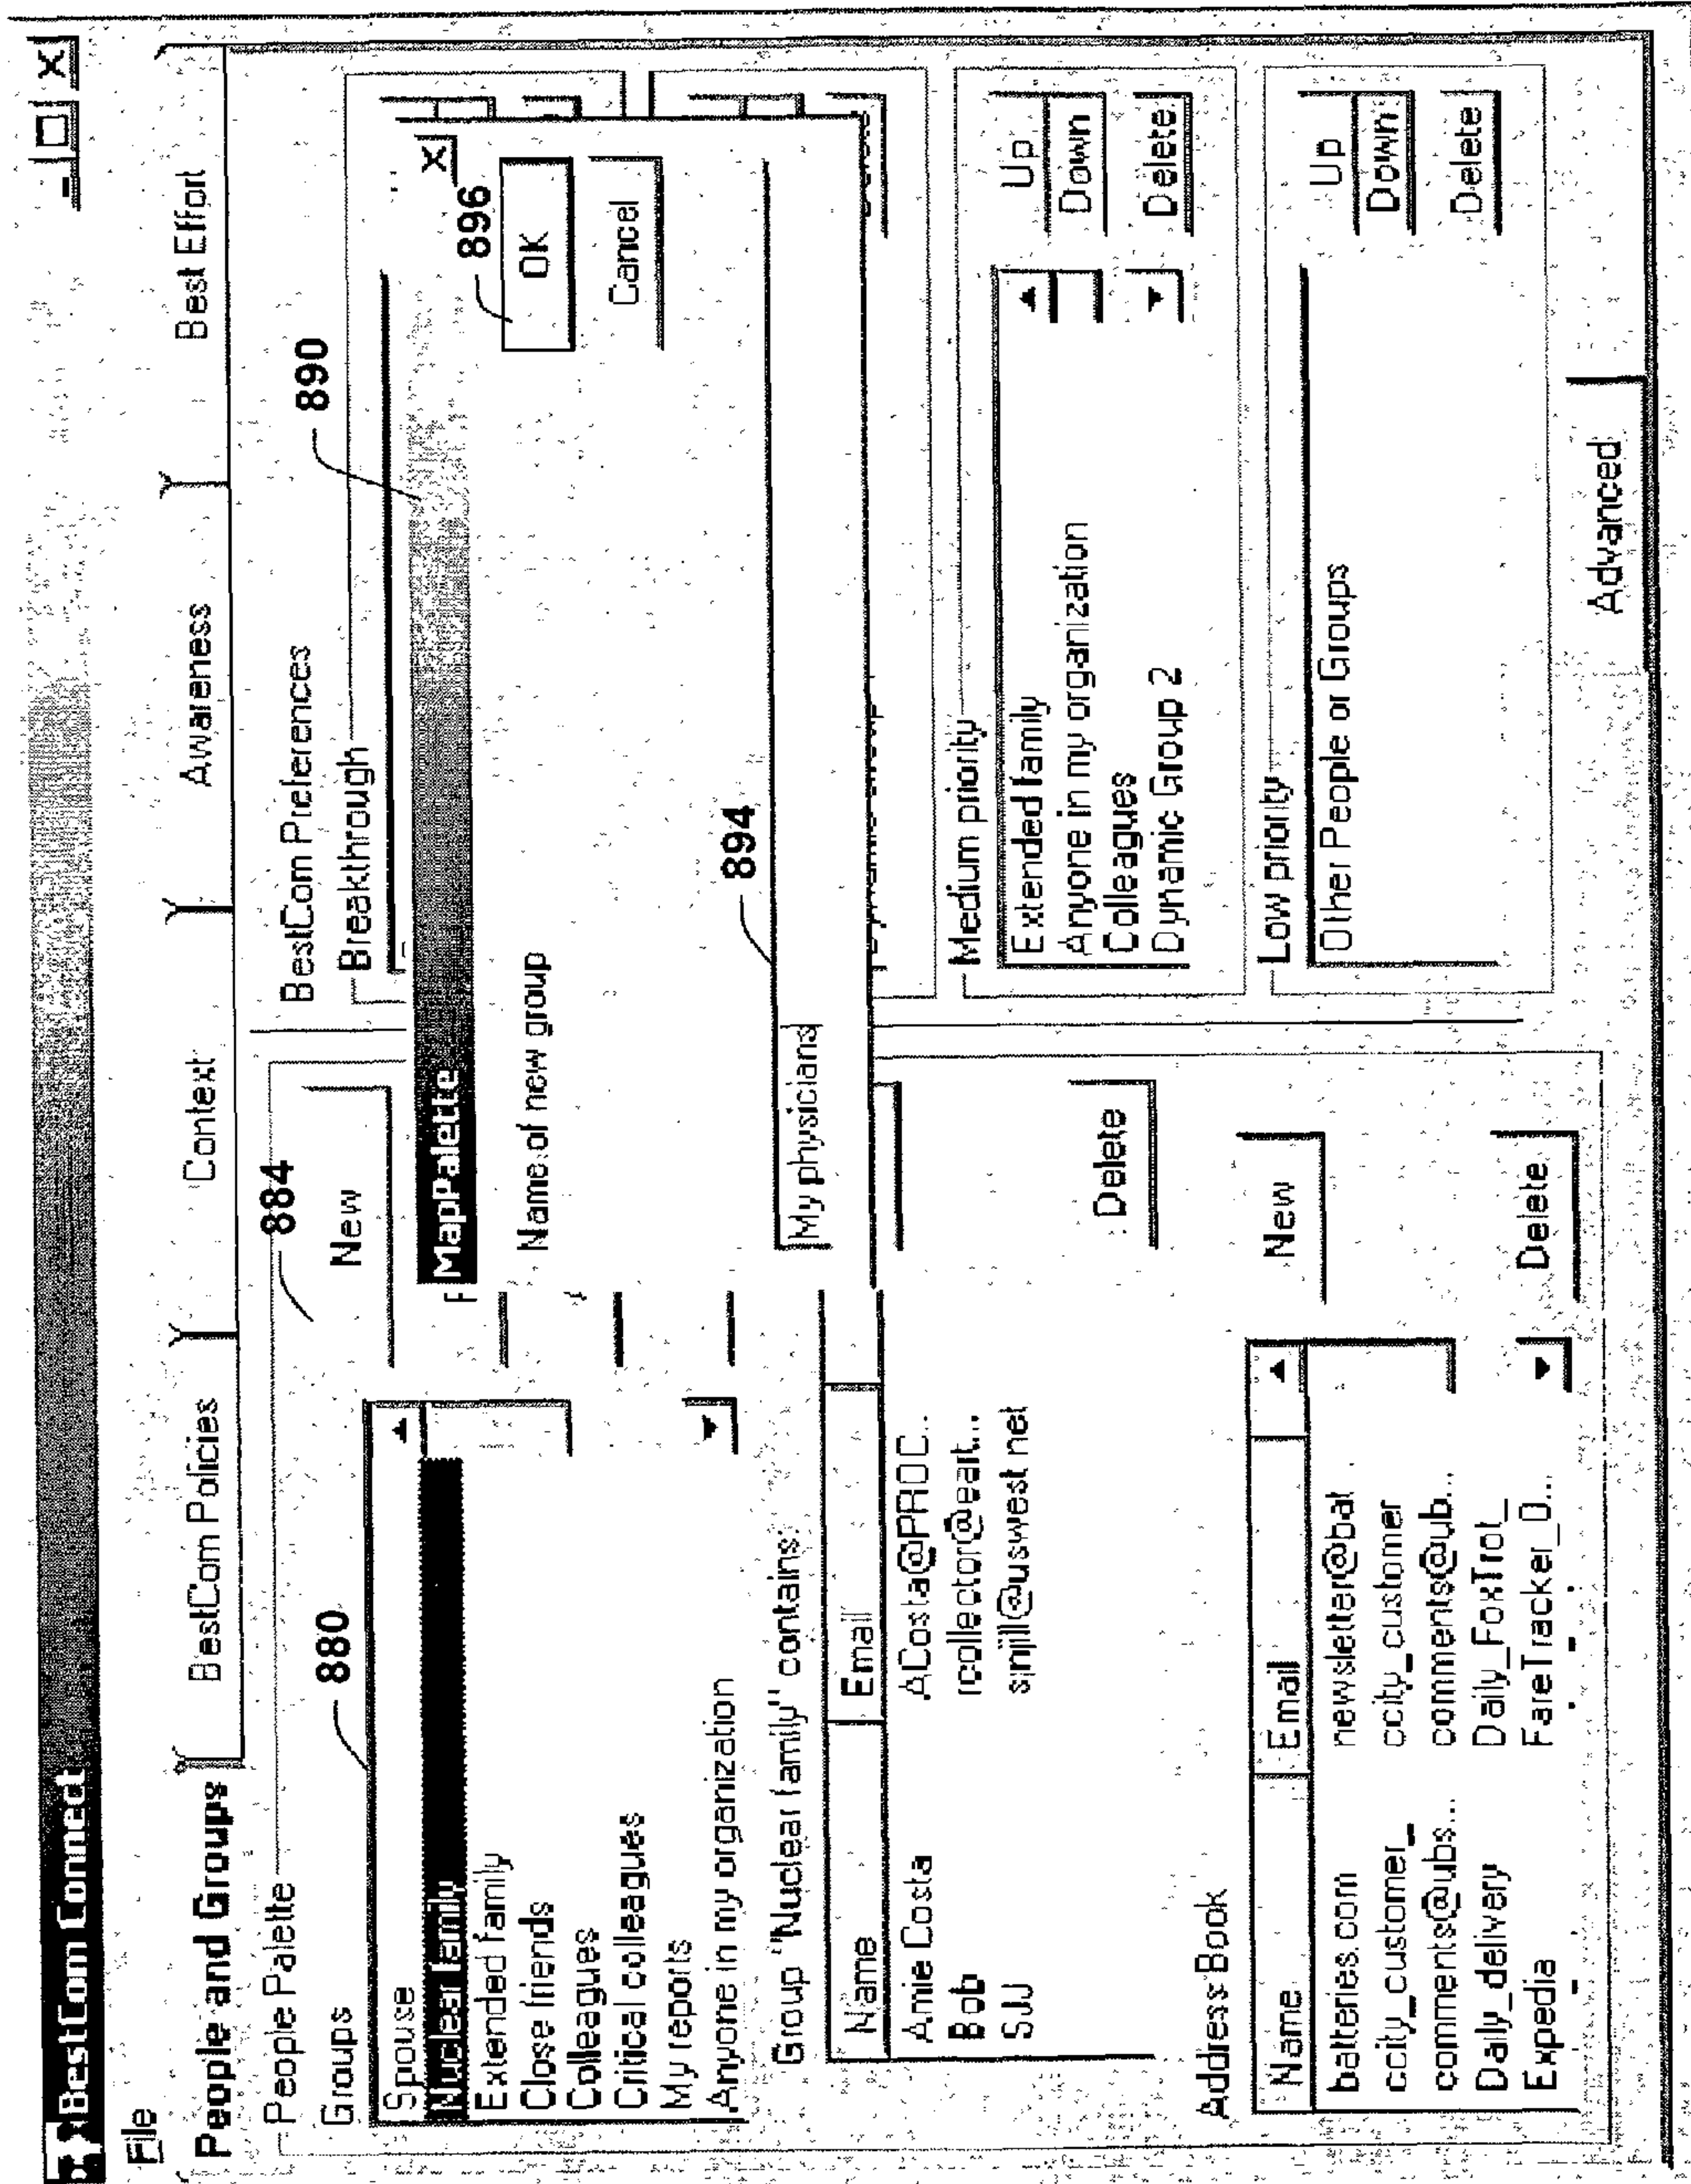 BestCom Connect
File
People and Groups
BestCom Policies
Context
Awareness
Best Effort
People Palette
884
Groups
880
New
Spouse
Nuclear family
Extended family
Close friends
Colleagues
Critical colleagues
My reports
Anyone in my organization
Group "Nuclear family" contains:
Name Email
Amie Costa ACosta@PROC...
Bob rcollector@eart...
SJJ sjnjill@uswest net
Delete
Address Book
Name Email
New
batteries.com newsletter@bat .
ccity_customer_ ccity_customer
comments@ubs... comments@ub...
Daily_delivery Daily_FoxTrot_
Expedia FareTracker_0...
Delete
BestCom Preferences
890
Breakthrough
MapPalette
896
Name of new group
OK
Cancel
894
My physicians
Medium priority
Extended family
Anyone in my organization
Colleagues
Dynamic Group 2
Up
Down
Delete
Low priority
Other People or Groups
Up
Down
Delete
Advanced